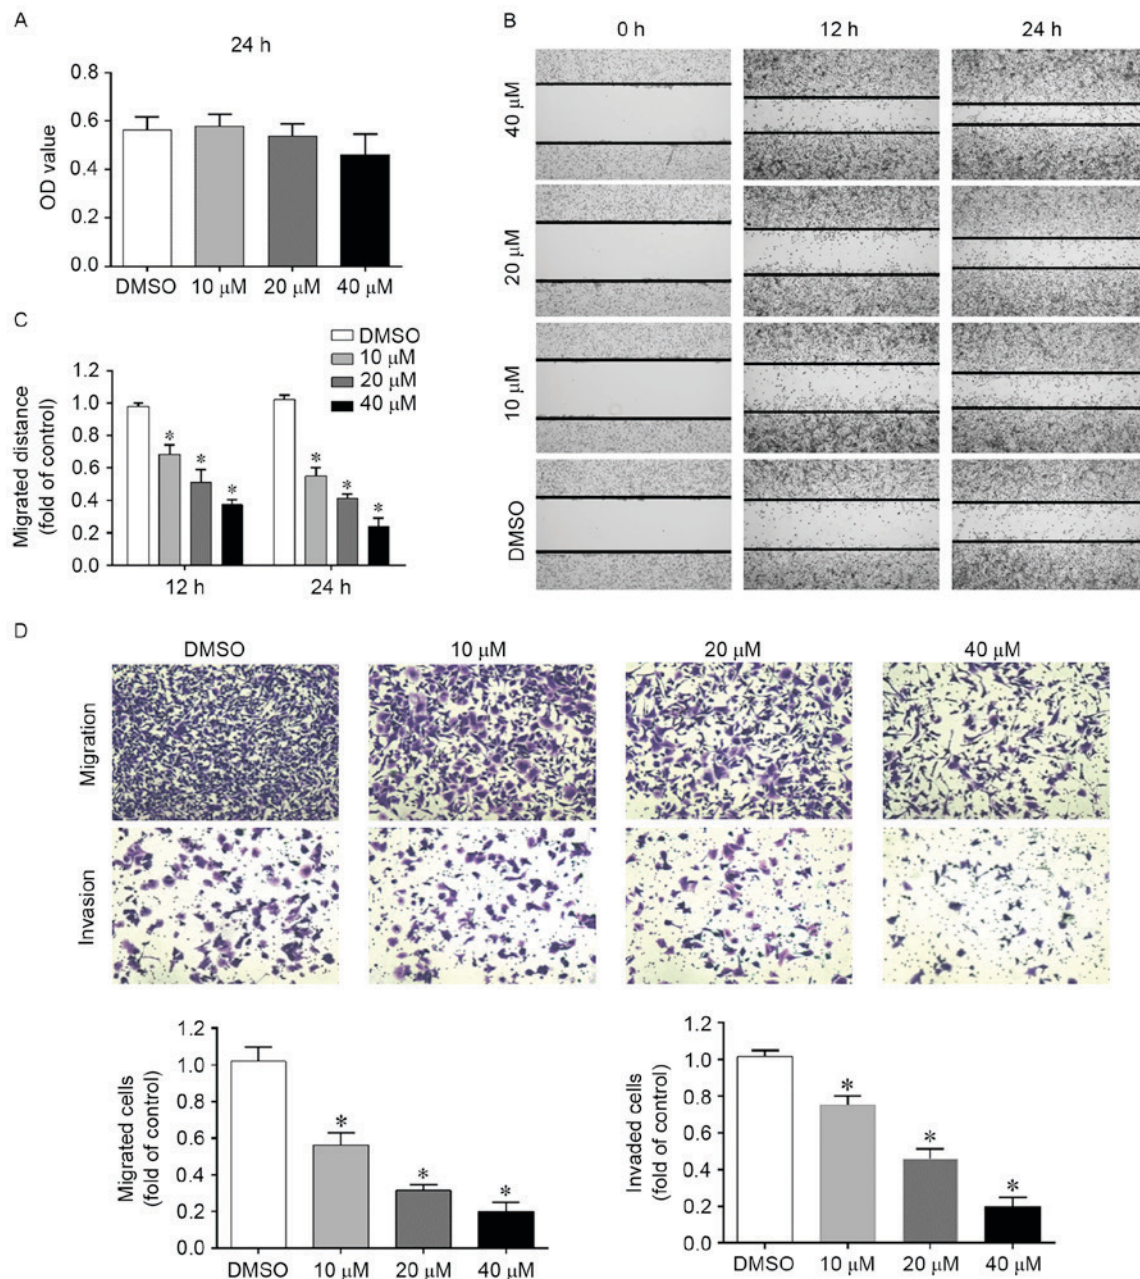 A
24 h
0.8
0.6
0.4
0.2
0.0
OD value
DMSO 10 μM 20 μM 40 μM
B
0 h 12 h 24 h
40 μM
20 μM
10 μM
DMSO
C
DMSO
10 μM
20 μM
40 μM
1.2
1.0
0.8
0.6
0.4
0.2
0.0
Migrated distance
(fold of control)
* * * * * *
12 h 24 h
D
DMSO 10 μM 20 μM 40 μM
Migration
Invasion
1.2
1.0
0.8
0.6
0.4
0.2
0.0
Migrated cells
(fold of control)
* * *
DMSO 10 μM 20 μM 40 μM
1.2
1.0
0.8
0.6
0.4
0.2
0.0
Invaded cells
(fold of control)
* * *
DMSO 10 μM 20 μM 40 μM